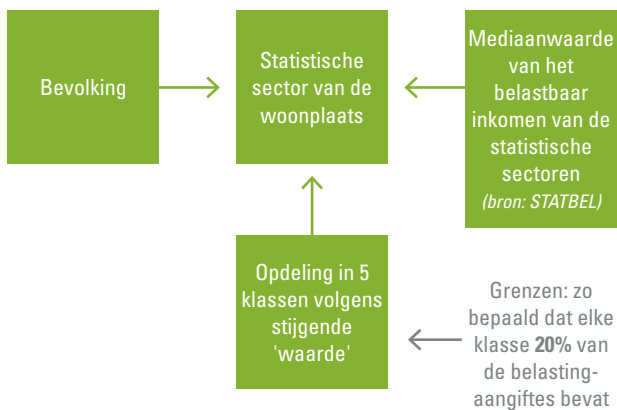 Bevolking
Statistische
sector van de
woonplaats
Mediaanwaarde
van het
belastbaar
inkomen van de
statistische
sectoren
(bron: STATBEL)
Opdeling in 5
klassen volgens
stijgende
'waarde'
Grenzen: zo
bepaald dat elke
klasse 20% van
de belasting-
aangiftes bevat